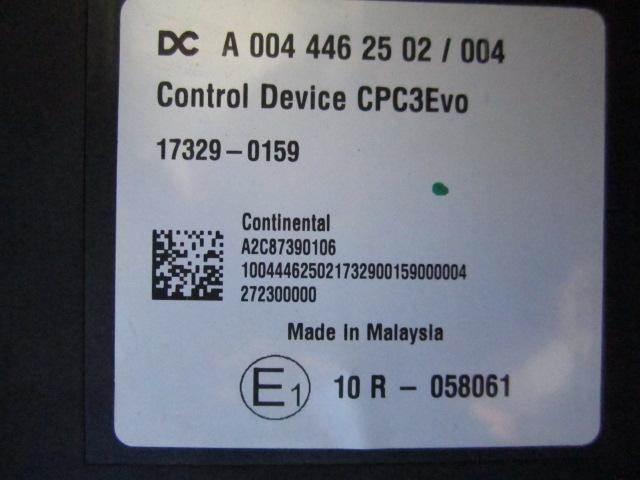 DC A 004 446 25 02 / 004
Control Device CPC3Evo
17329-0159
Continental
A2C87390106
10044462502173290015900004
272300000
Made in Malaysia
E1 10 R - 058061